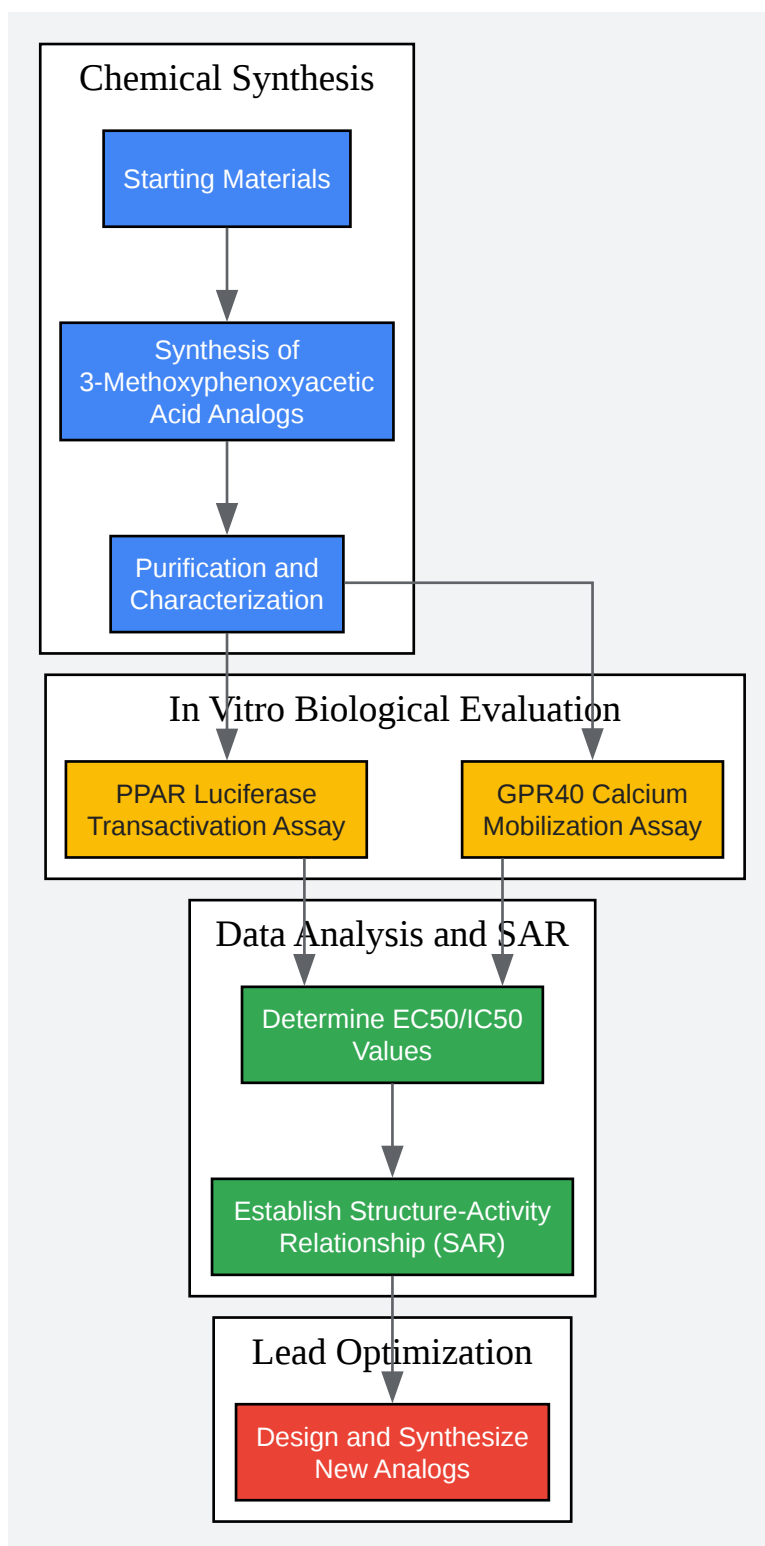 Chemical Synthesis
Starting Materials
Synthesis of
3-Methoxyphenoxyacetic
Acid Analogs
Purification and
Characterization
In Vitro Biological Evaluation
PPAR Luciferase
Transactivation Assay
GPR40 Calcium
Mobilization Assay
Data Analysis and SAR
Determine EC50/IC50
Values
Establish Structure-Activity
Relationship (SAR)
Lead Optimization
Design and Synthesize
New Analogs